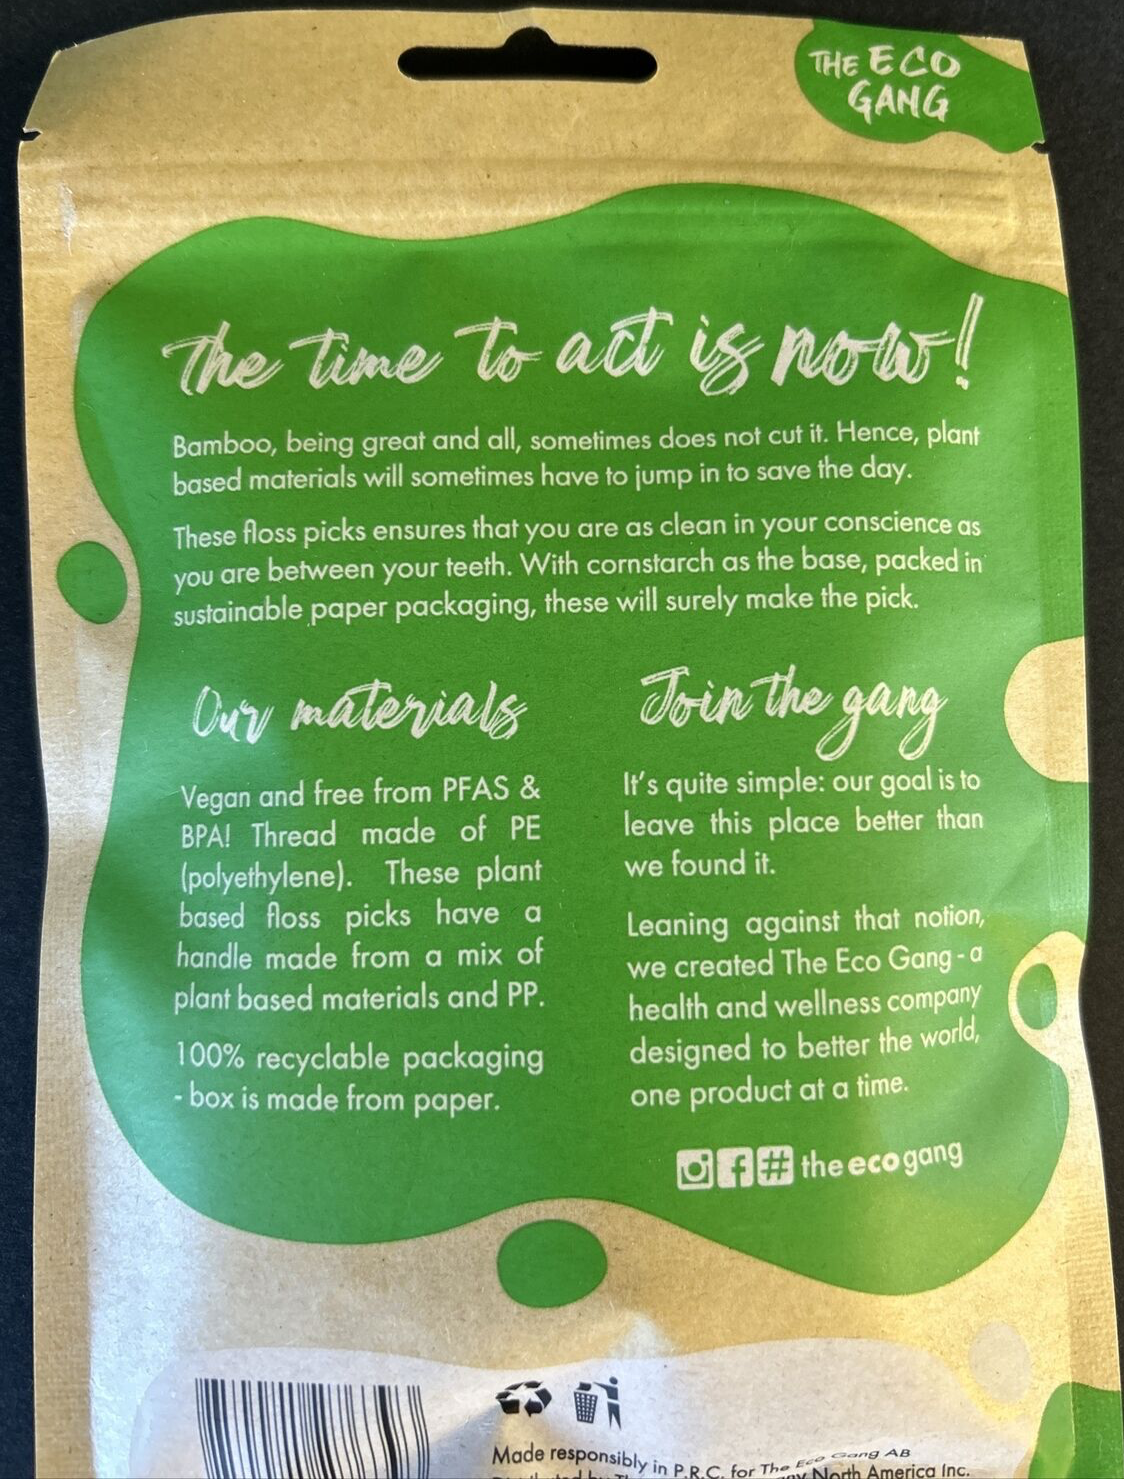 THE ECO
GANG
The time to act is now!
Bamboo, being great and all, sometimes does not cut it. Hence, plant
based materials will sometimes have to jump in to save the day.
These floss picks ensures that you are as clean in your conscience as
you are between your teeth. With cornstarch as the base, packed in
sustainable paper packaging, these will surely make the pick.
Our materials
Vegan and free from PFAS &
BPA! Thread made of PE
(polyethylene). These plant
based floss picks have a
handle made from a mix of
plant based materials and PP.
100% recyclable packaging
- box is made from paper.
Join the gang
It's quite simple: our goal is to
leave this place better than
we found it.
Leaning against that notion,
we created The Eco Gang - a
health and wellness company
designed to better the world,
one product at a time.
# theecogang
Made responsibly in P.R.C. for The Eco Gang AB
North America Inc.